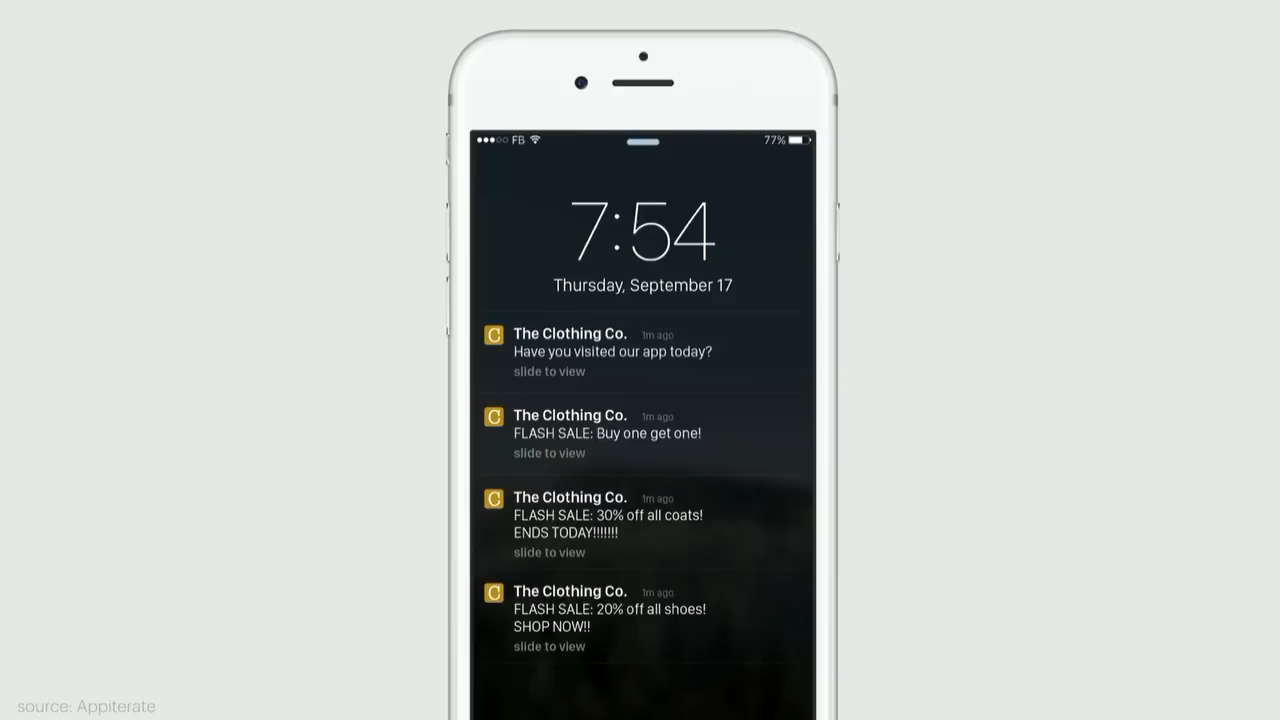 FB
77%
7:54
Thursday, September 17
C
The Clothing Co. 1m ago
Have you visited our app today?
slide to view
C
The Clothing Co. 1m ago
FLASH SALE: Buy one get one!
slide to view
C
The Clothing Co. 1m ago
FLASH SALE: 30% off all coats!
ENDS TODAY!!!!!!!
slide to view
C
The Clothing Co. 1m ago
FLASH SALE: 20% off all shoes!
SHOP NOW!!
slide to view
source: Appiterate